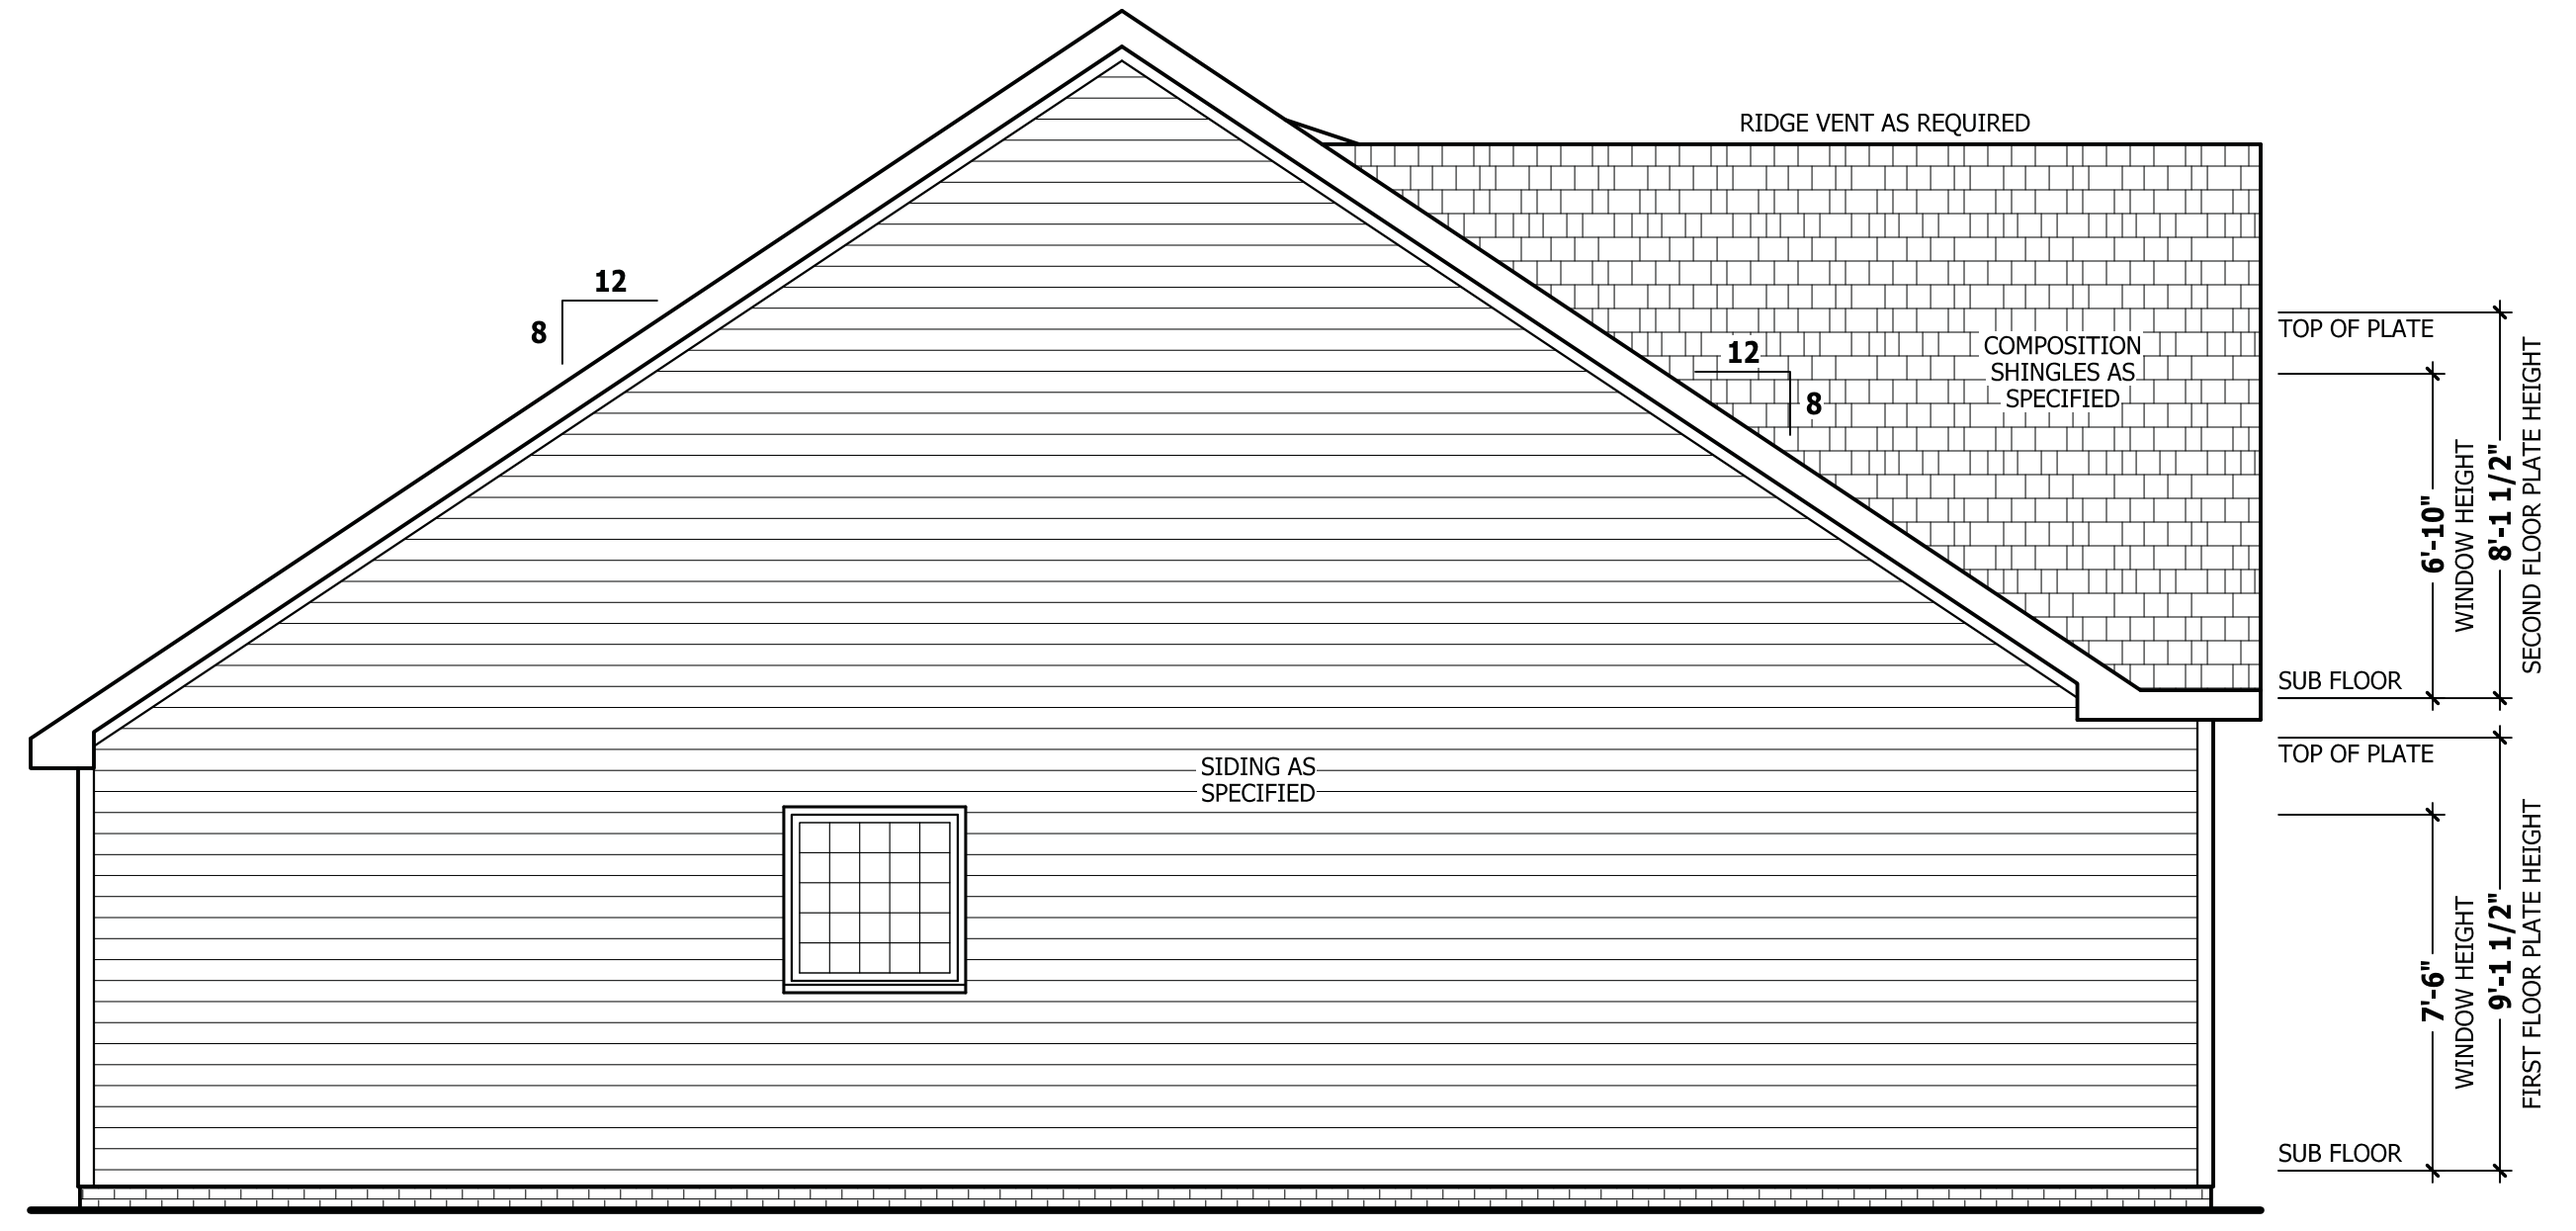 RIDGE VENT AS REQUIRED
12
8
12
8
COMPOSITION
SHINGLES AS
SPECIFIED
TOP OF PLATE
6'-10"
WINDOW HEIGHT
8'-1 1/2"
SECOND FLOOR PLATE HEIGHT
SUB FLOOR
TOP OF PLATE
SIDING AS
SPECIFIED
7'-6"
WINDOW HEIGHT
9'-1 1/2"
FIRST FLOOR PLATE HEIGHT
SUB FLOOR